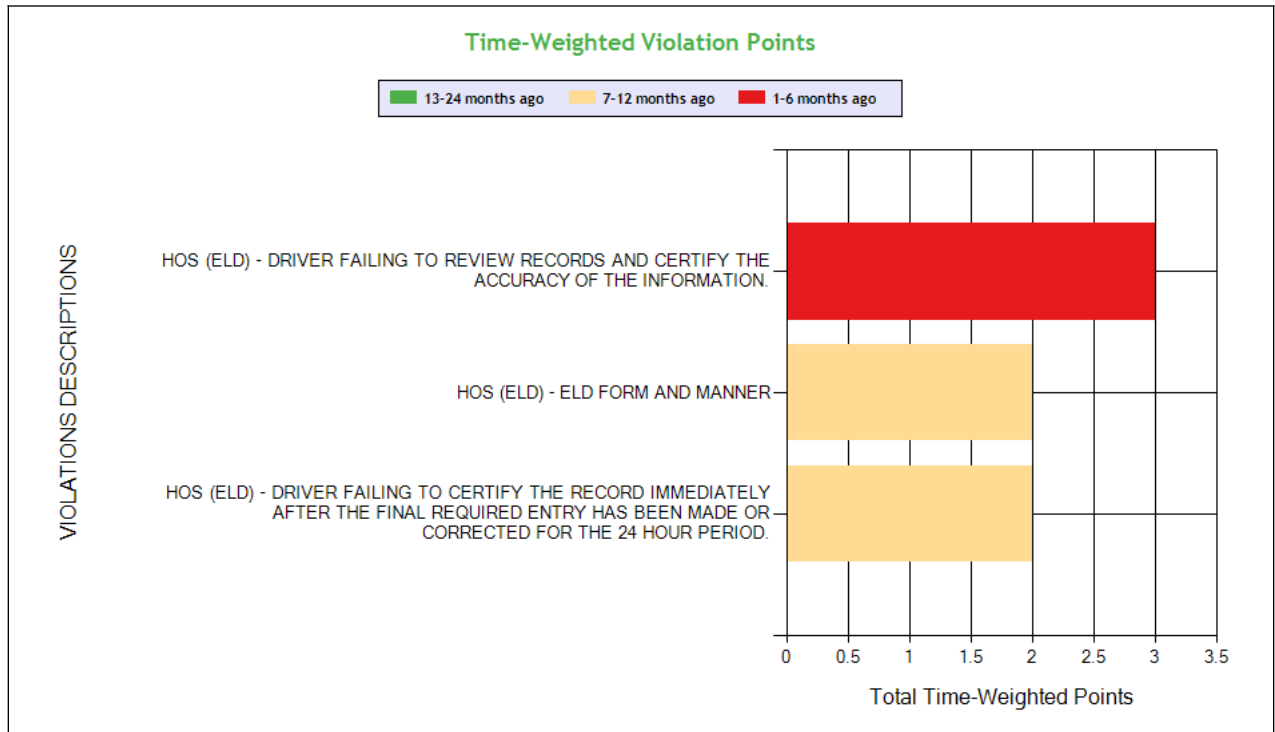 Time-Weighted Violation Points
13-24 months ago 7-12 months ago 1-6 months ago
VIOLATIONS DESCRIPTIONS
HOS (ELD) - DRIVER FAILING TO REVIEW RECORDS AND CERTIFY THE
ACCURACY OF THE INFORMATION.
HOS (ELD) - ELD FORM AND MANNER
HOS (ELD) - DRIVER FAILING TO CERTIFY THE RECORD IMMEDIATELY
AFTER THE FINAL REQUIRED ENTRY HAS BEEN MADE OR
CORRECTED FOR THE 24 HOUR PERIOD.
0 0.5 1 1.5 2 2.5 3 3.5
Total Time-Weighted Points